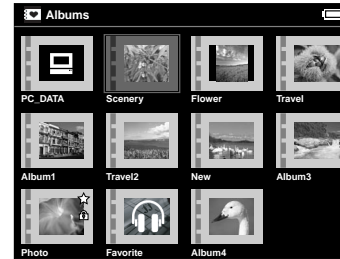 Albums
PC_DATA Scenery Flower Travel
Album1 Travel2 New Album3
Photo Favorite Album4